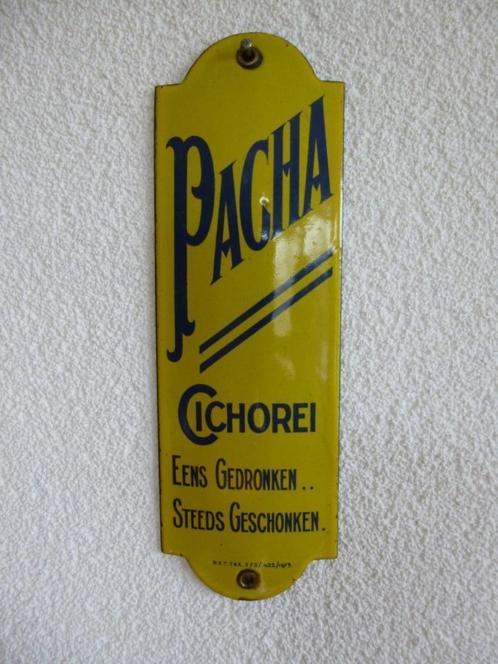 PACHA
CICHOREI
EENS GEDRONKEN..
STEEDS GESCHONKEN.